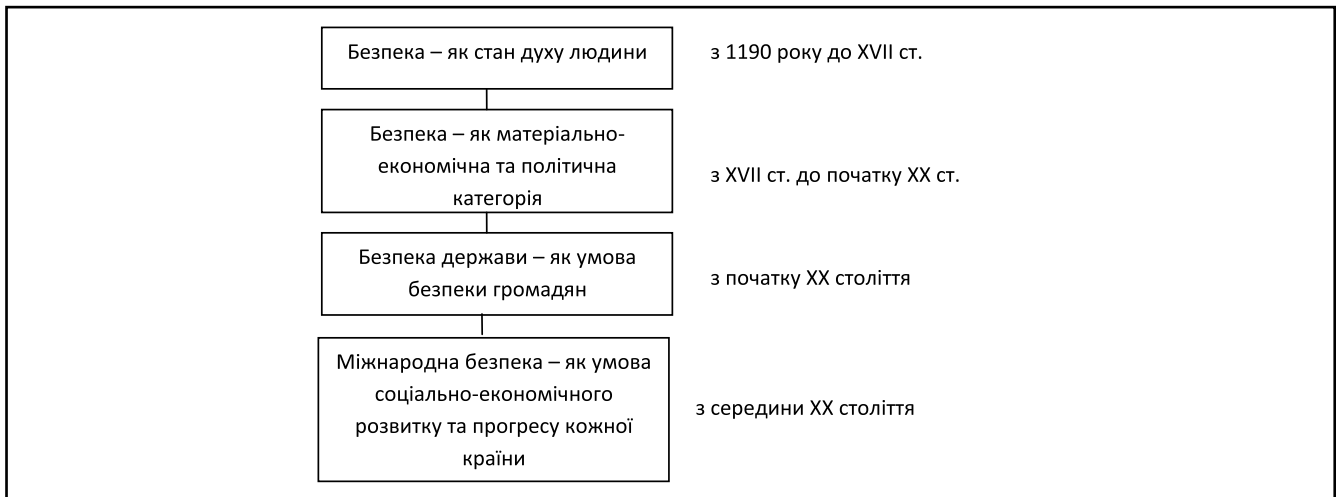 Безпека – як стан духу людини
з 1190 року до XVII ст.
Безпека – як матеріально-
економічна та політична
категорія
з XVII ст. до початку XX ст.
Безпека держави – як умова
безпеки громадян
з початку XX століття
Міжнародна безпека – як умова
соціально-економічного
розвитку та прогресу кожної
країни
з середини XX століття